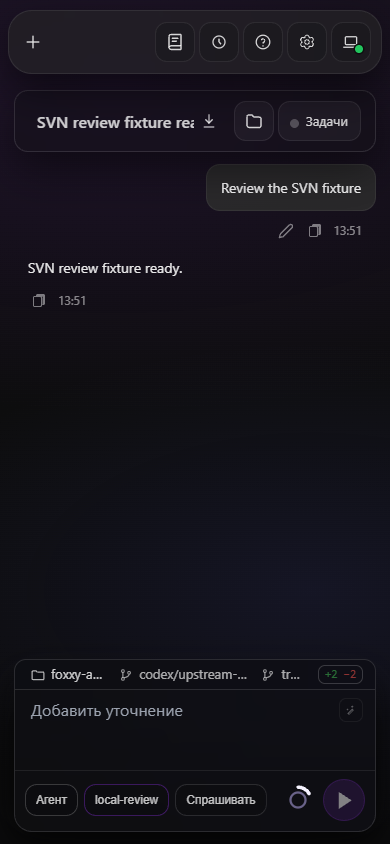 SVN review fixture rea
Задачи
Review the SVN fixture
13:51
SVN review fixture ready.
13:51
foxxy-a... codex/upstream-... tr... +2 −2
Добавить уточнение
Агент local-review Спрашивать